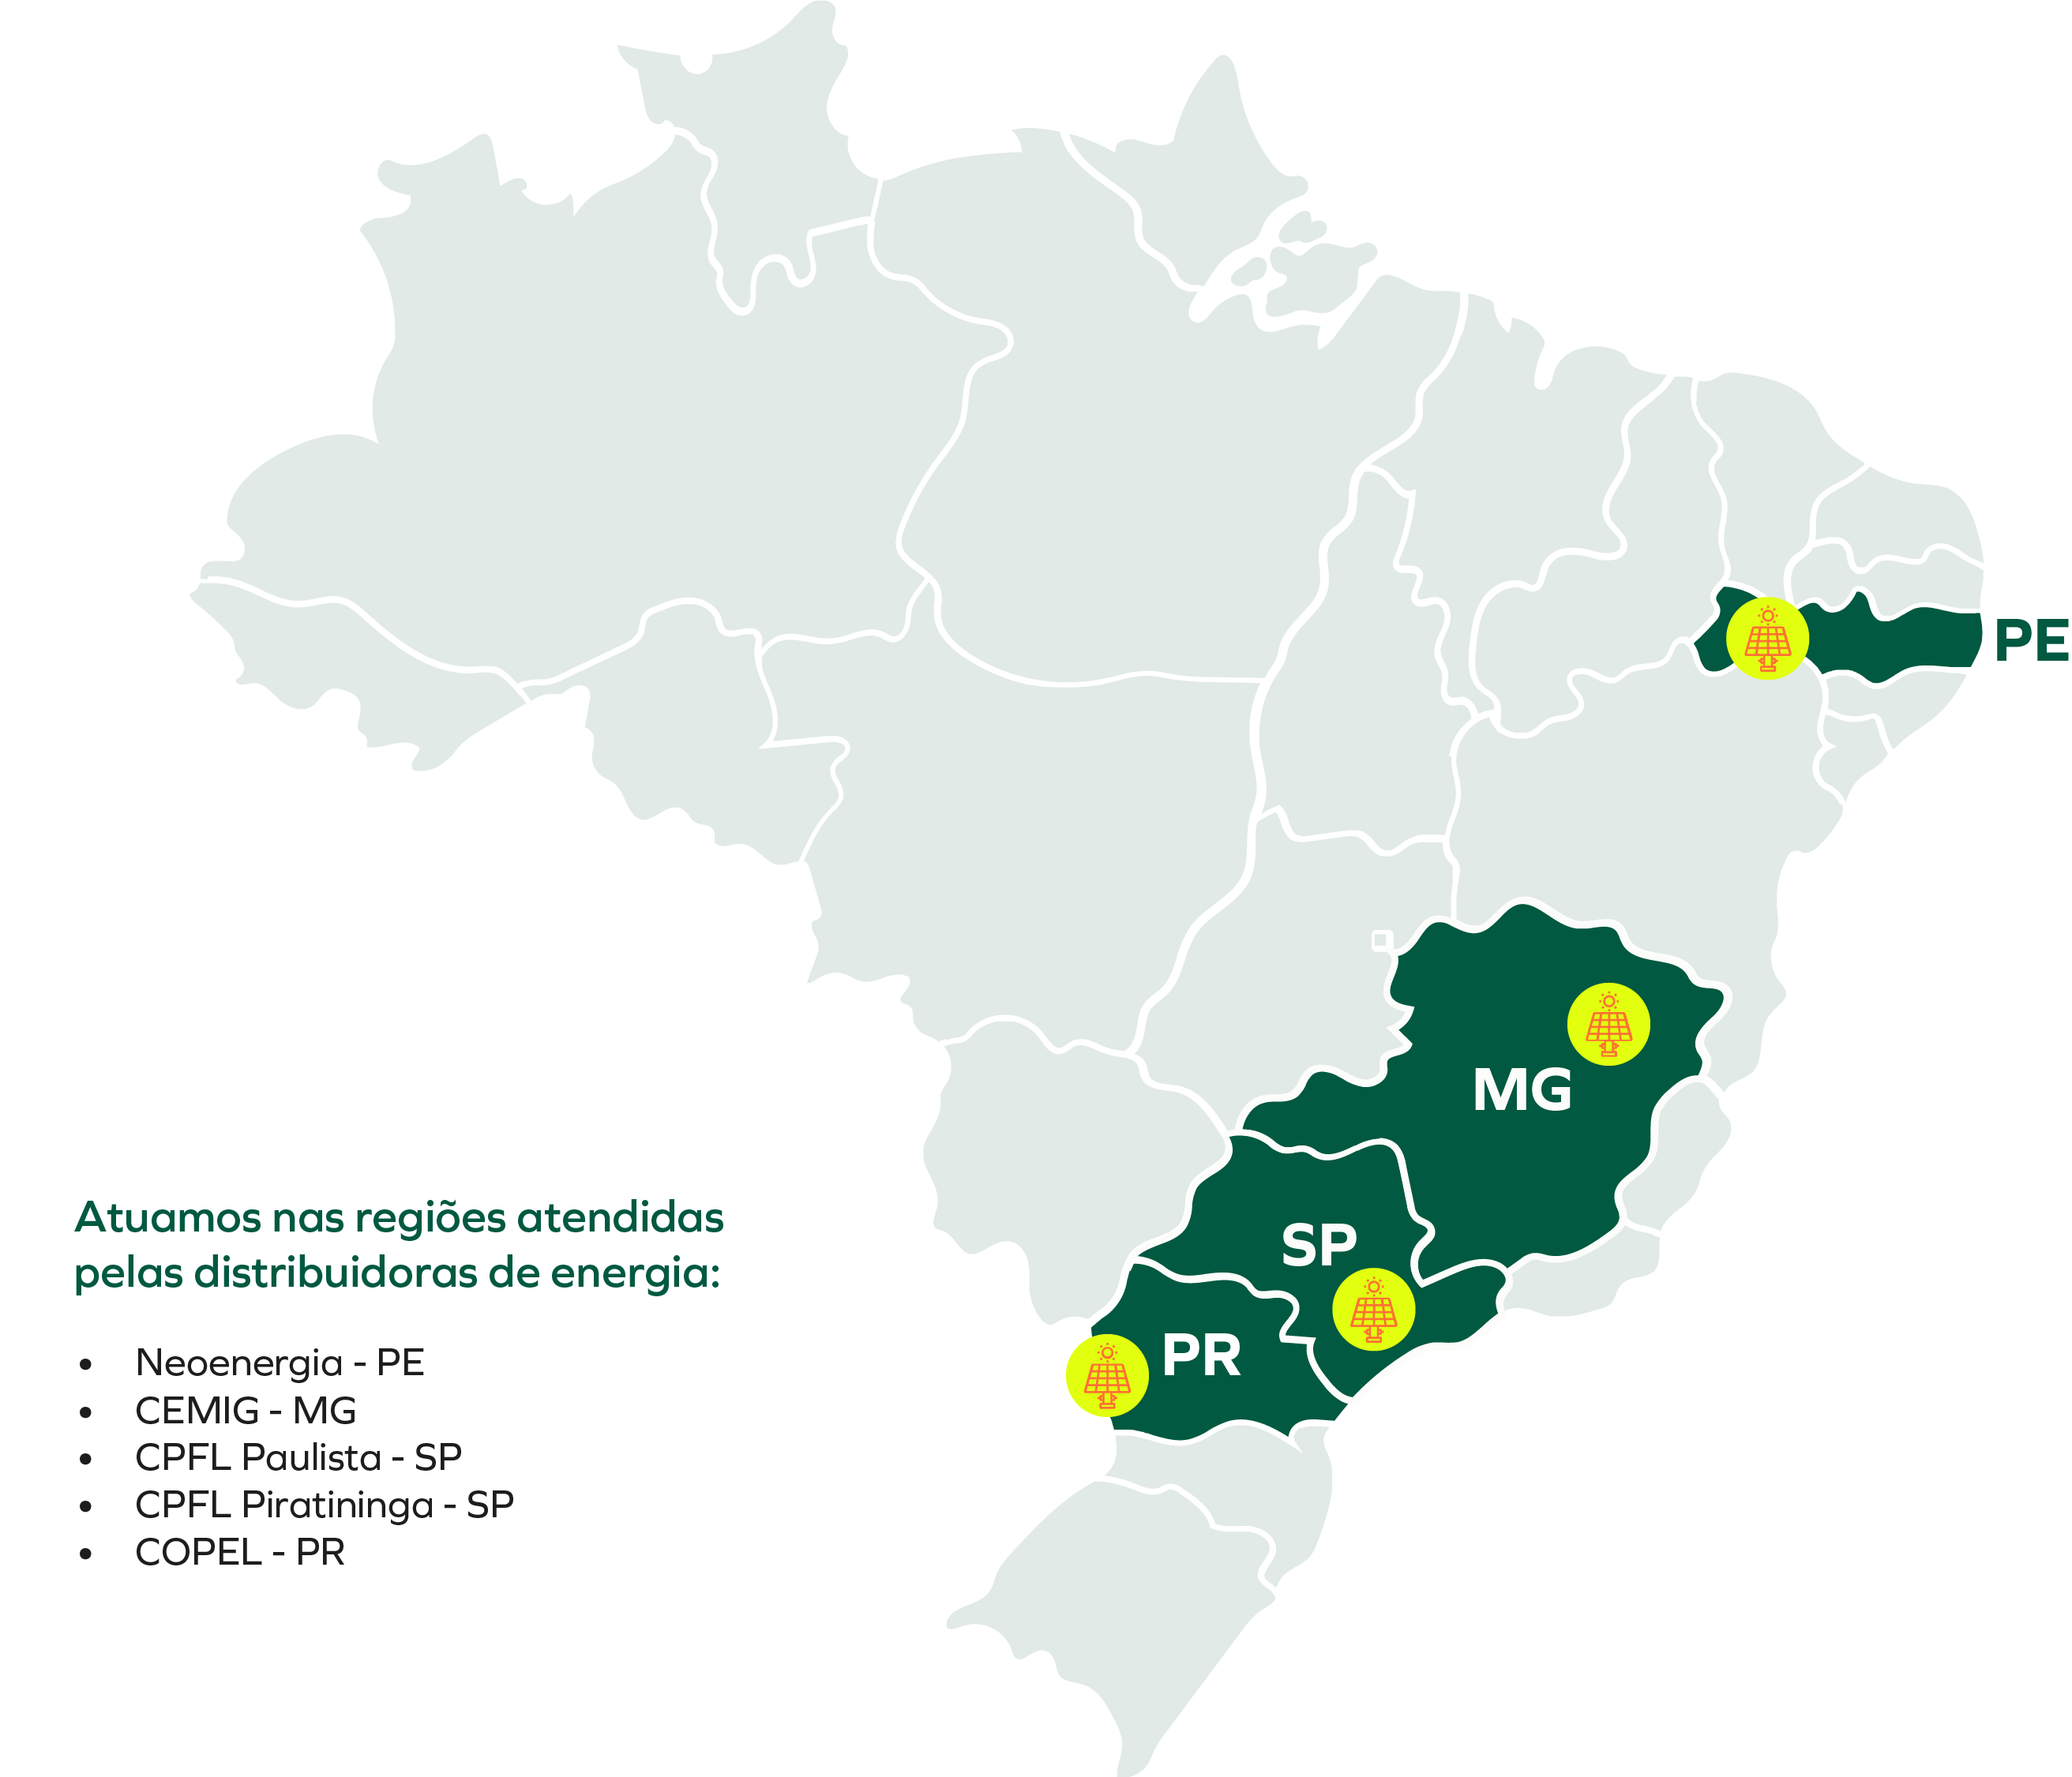 PE
MG
SP
PR
Atuamos nas regiões atendidas
pelas distribuidoras de energia:
• Neoenergia - PE
• CEMIG - MG
• CPFL Paulista - SP
• CPFL Piratininga - SP
• COPEL - PR